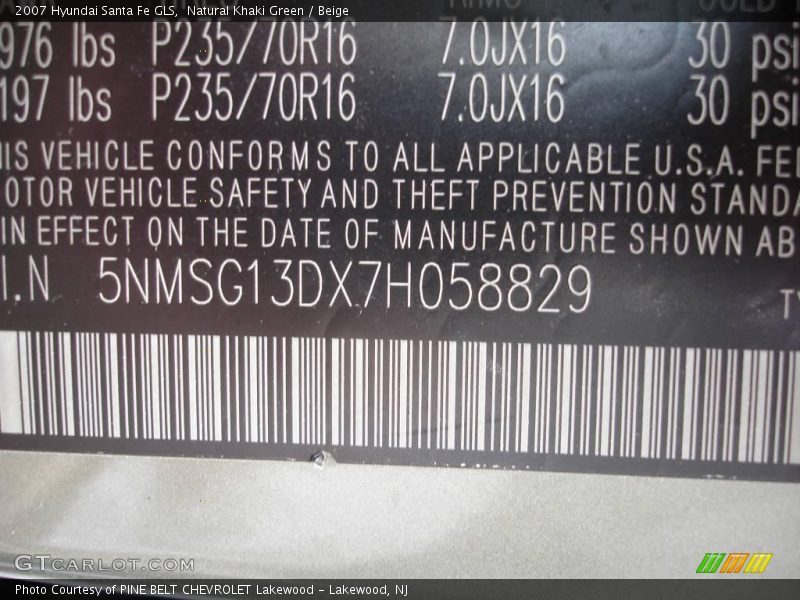 2007 Hyundai Santa Fe GLS, Natural Khaki Green / Beige
976 lbs P235/70R16 7.0JX16 30 psi
197 lbs P235/70R16 7.0JX16 30 psi
IS VEHICLE CONFORMS TO ALL APPLICABLE U.S.A. FE
OTOR VEHICLE SAFETY AND THEFT PREVENTION STANDA
IN EFFECT ON THE DATE OF MANUFACTURE SHOWN AB
I.N 5NMSG13DX7H058829 T
GTCARLOT.COM
Photo Courtesy of PINE BELT CHEVROLET Lakewood - Lakewood, NJ